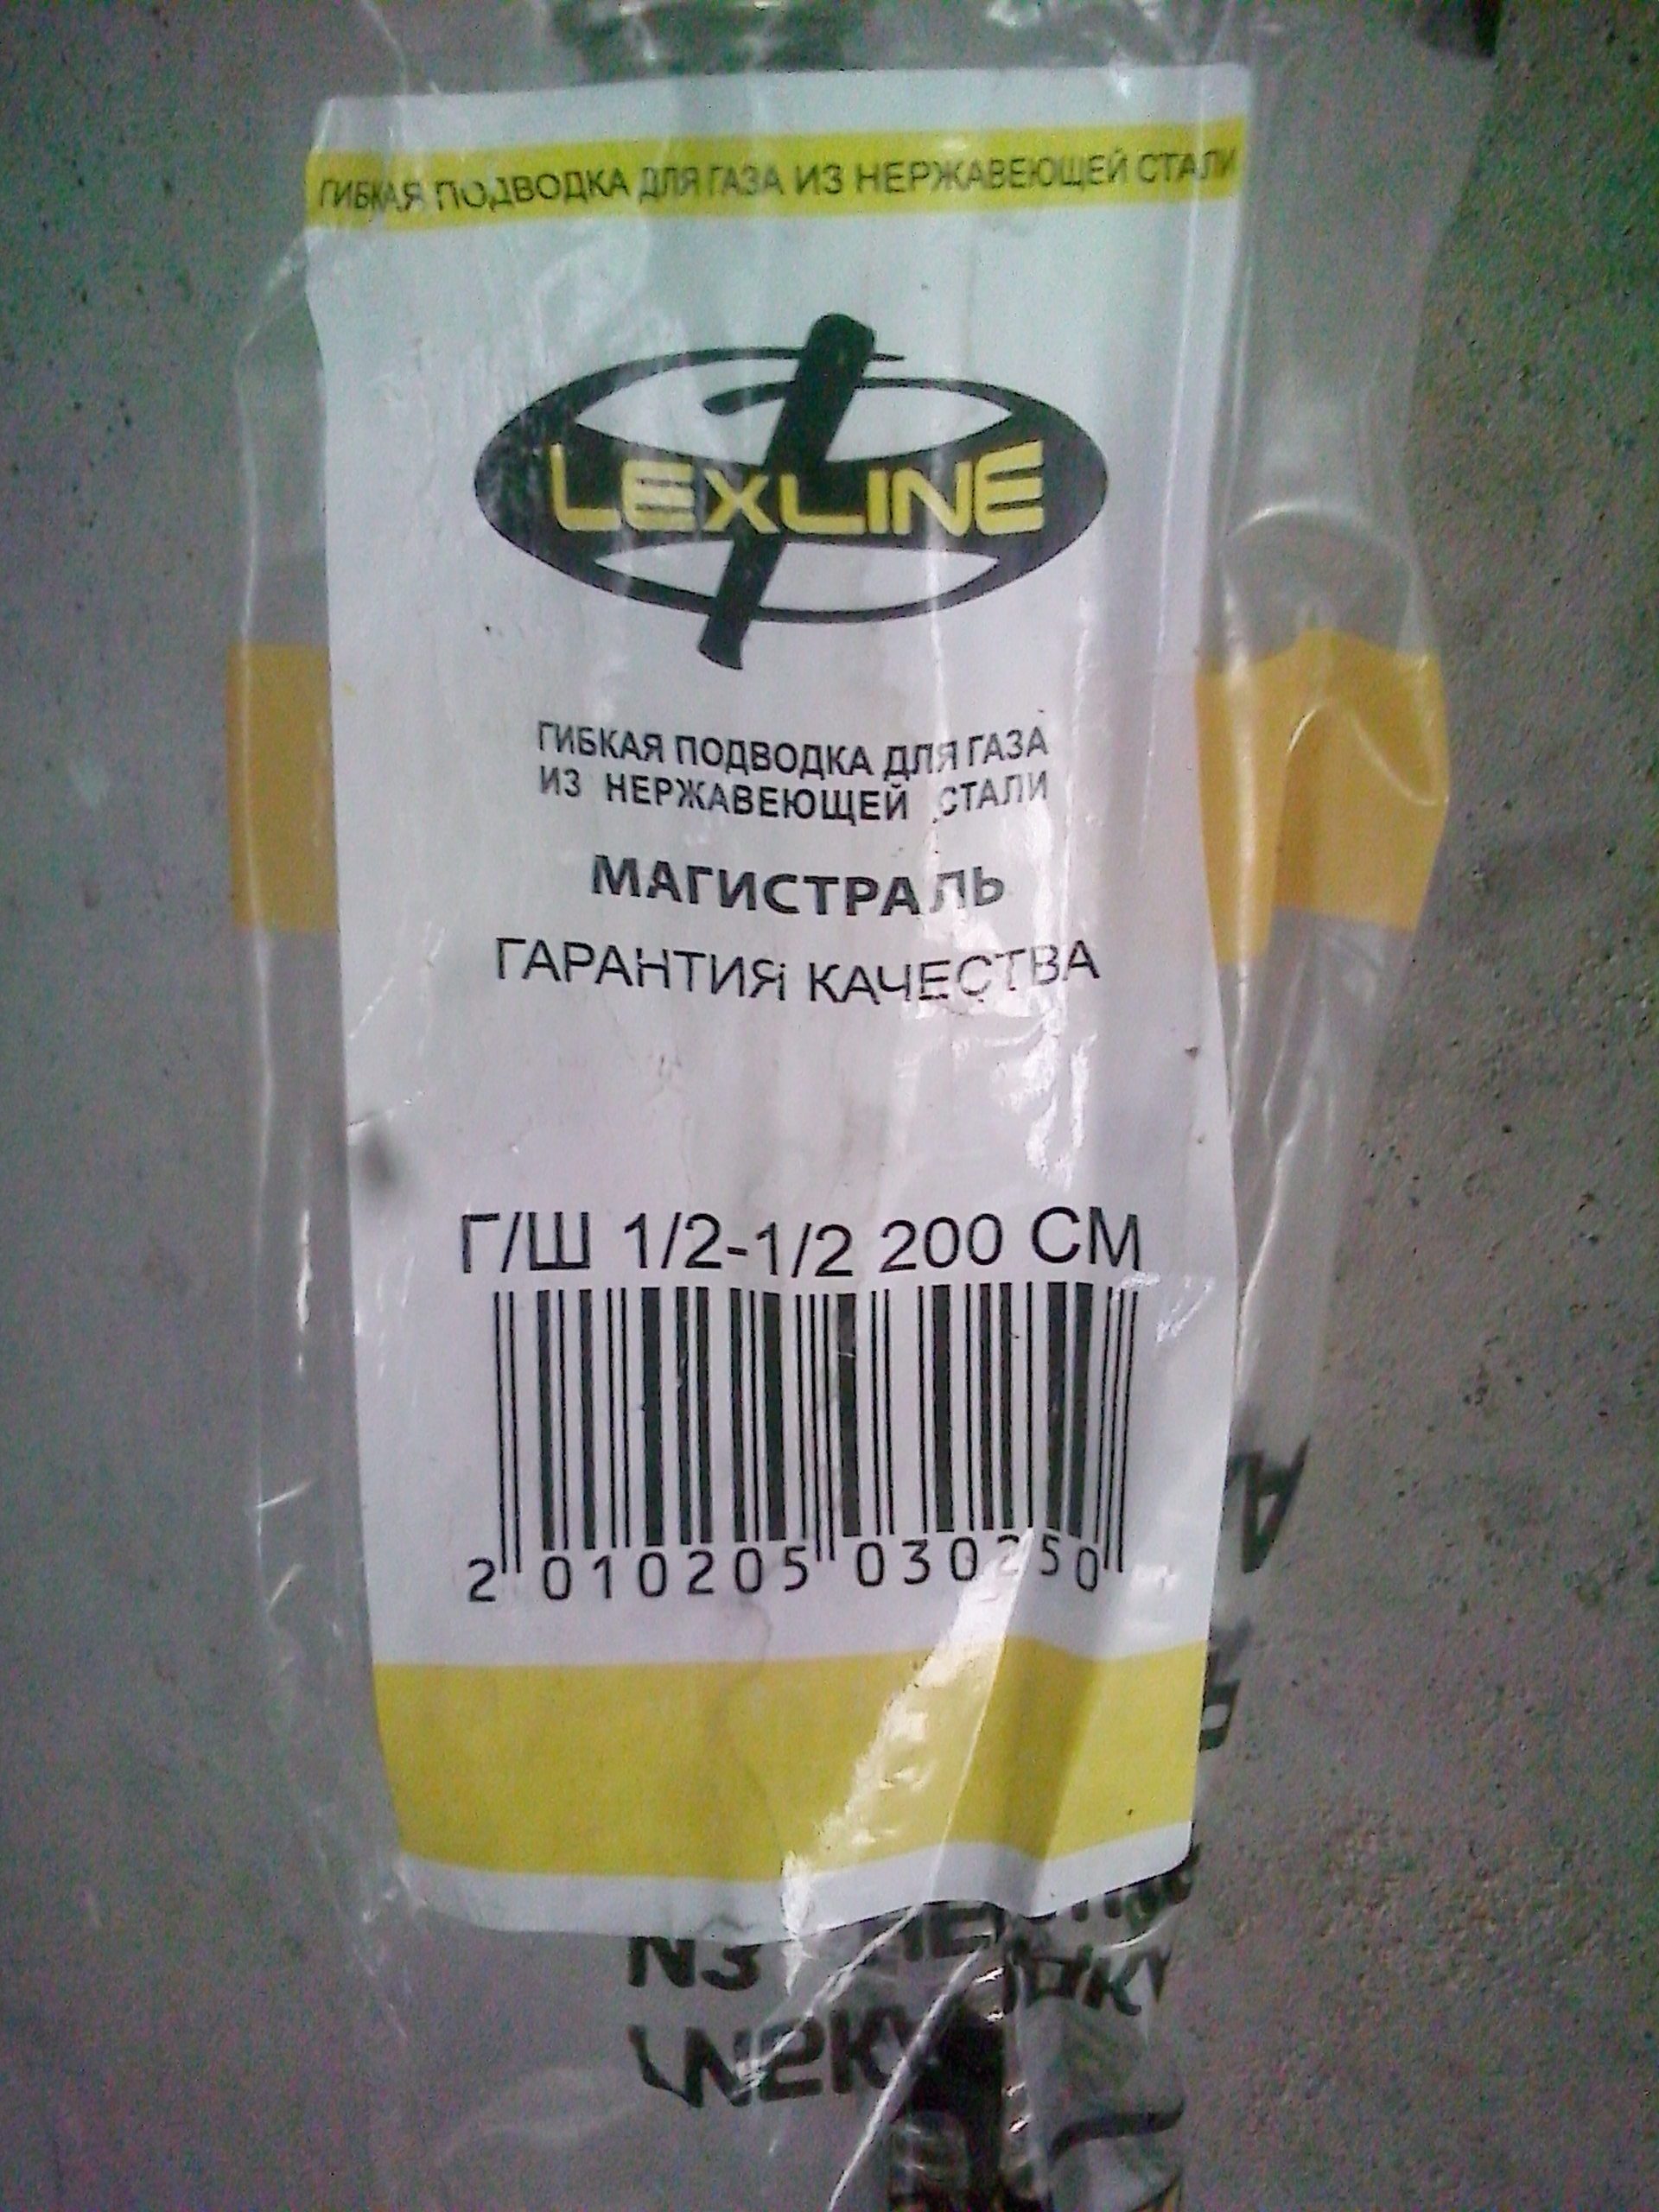 ГИБКАЯ ПОДВОДКА ДЛЯ ГАЗА ИЗ НЕРЖАВЕЮЩЕЙ СТАЛИ
LEXLINE
ГИБКАЯ ПОДВОДКА ДЛЯ ГАЗА
ИЗ НЕРЖАВЕЮЩЕЙ СТАЛИ
МАГИСТРАЛЬ
ГАРАНТИЯ КАЧЕСТВА
Г/Ш 1/2-1/2 200 СМ
2 010205 030250